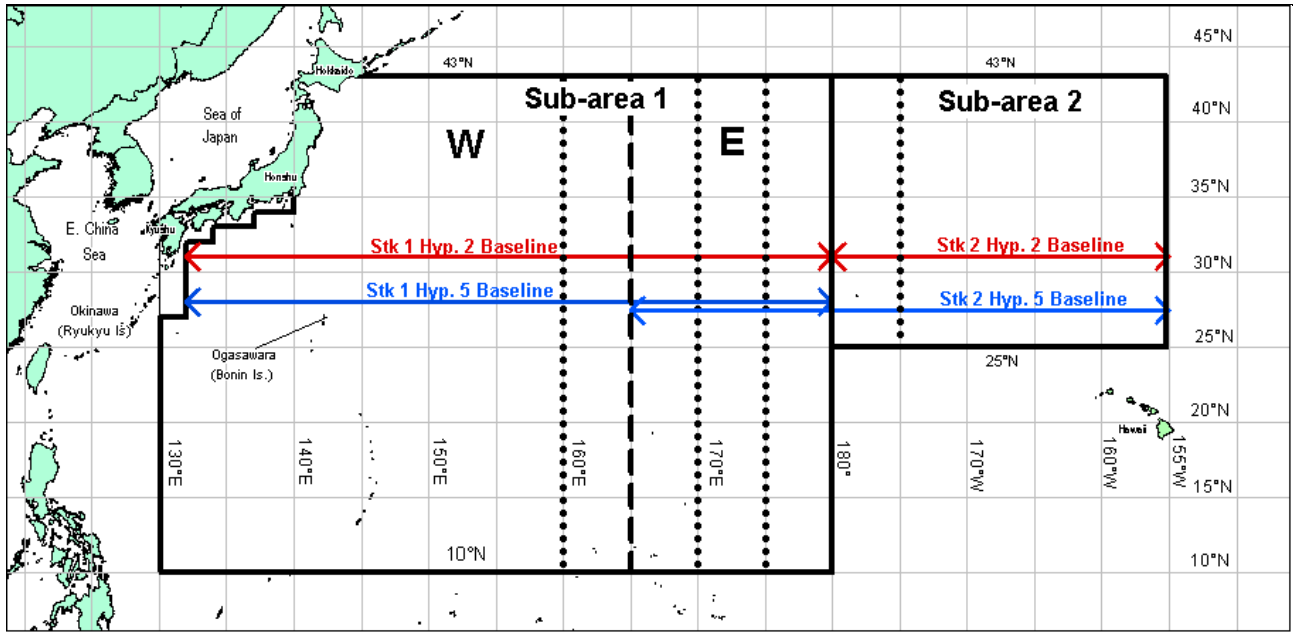 45°N
43°N
43°N
Hokkaido
Sub-area 1
Sub-area 2
40°N
Sea of
Japan
W
E
Honshu
35°N
E. China
Sea
Kyushu
Stk 1 Hyp. 2 Baseline
Stk 2 Hyp. 2 Baseline
30°N
Stk 1 Hyp. 5 Baseline
Stk 2 Hyp. 5 Baseline
Okinawa
(Ryukyu Is)
Ogasawara
(Bonin Is.)
25°N
25°N
20°N
Hawaii
130°E
140°E
150°E
160°E
170°E
180°
170°W
160°W
155°W
15°N
10°N
10°N